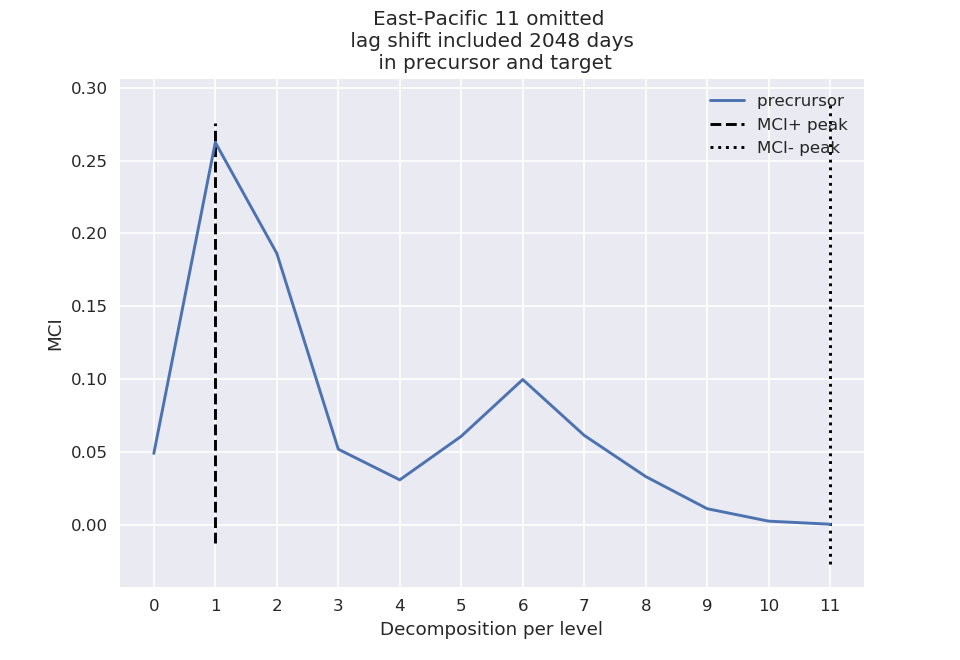 East-Pacific 11 omitted
lag shift included 2048 days
in precursor and target
0.30
0.25
0.20
0.15
0.10
0.05
0.00
MCI
precrursor
MCI+ peak
MCI- peak
0 1 2 3 4 5 6 7 8 9 10 11
Decomposition per level